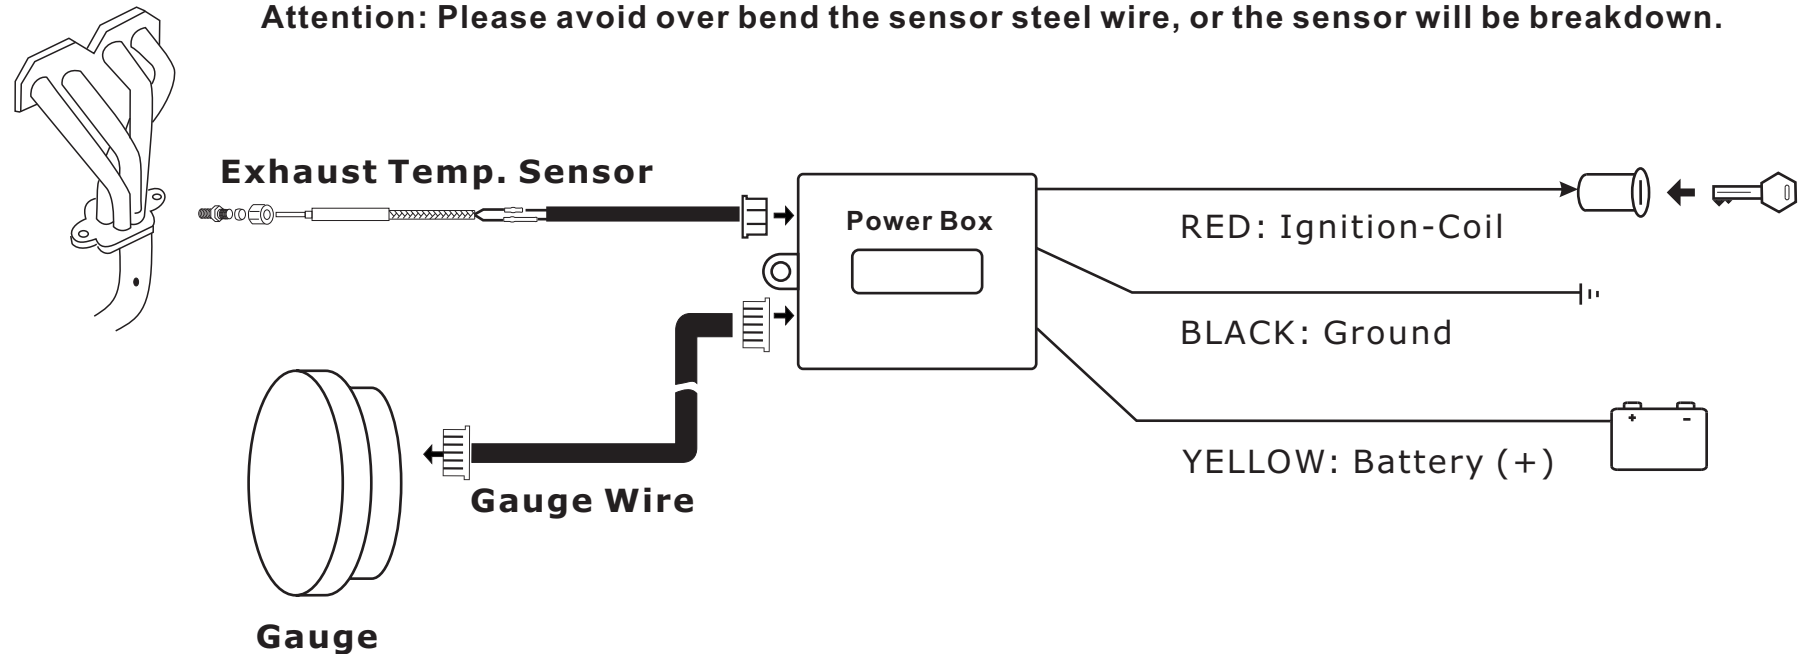 Attention: Please avoid over bend the sensor steel wire, or the sensor will be breakdown.
Exhaust Temp. Sensor
Power Box
RED: Ignition-Coil
BLACK: Ground
+ -
YELLOW: Battery (+)
Gauge Wire
Gauge